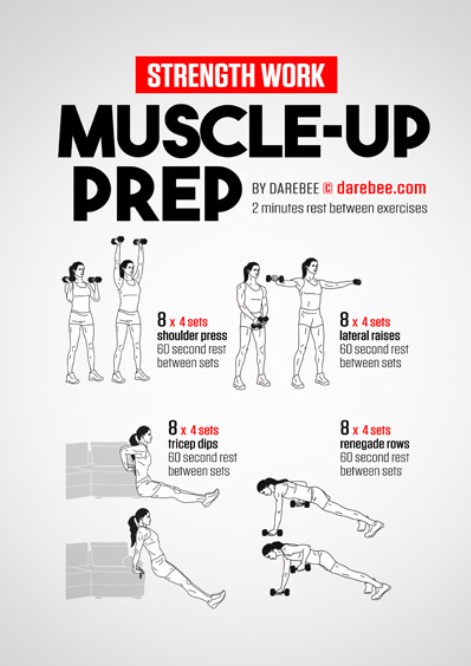 STRENGTH WORK
MUSCLE-UP
PREP
BY DAREBEE © darebee.com
2 minutes rest between exercises
8 x 4 sets
shoulder press
60 second rest
between sets
8 x 4 sets
lateral raises
60 second rest
between sets
8 x 4 sets
tricep dips
60 second rest
between sets
8 x 4 sets
renegade rows
60 second rest
between sets